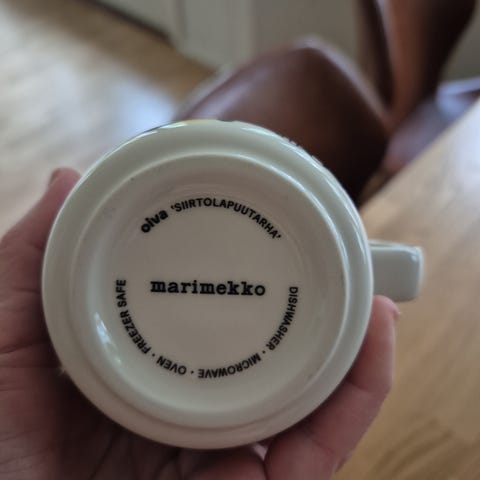 oiva 'SIIRTOLAPUUTARHA'
marimekko
DISHWASHER · MICROWAVE · OVEN · FREEZER SAFE